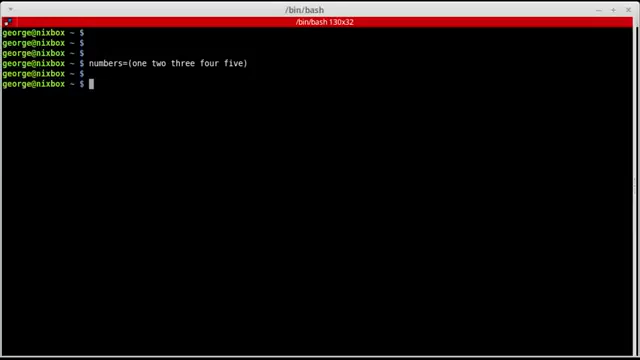 /bin/bash
/bin/bash 130x32
george@nixbox ~ $
george@nixbox ~ $
george@nixbox ~ $
george@nixbox ~ $ numbers=(one two three four five)
george@nixbox ~ $
george@nixbox ~ $